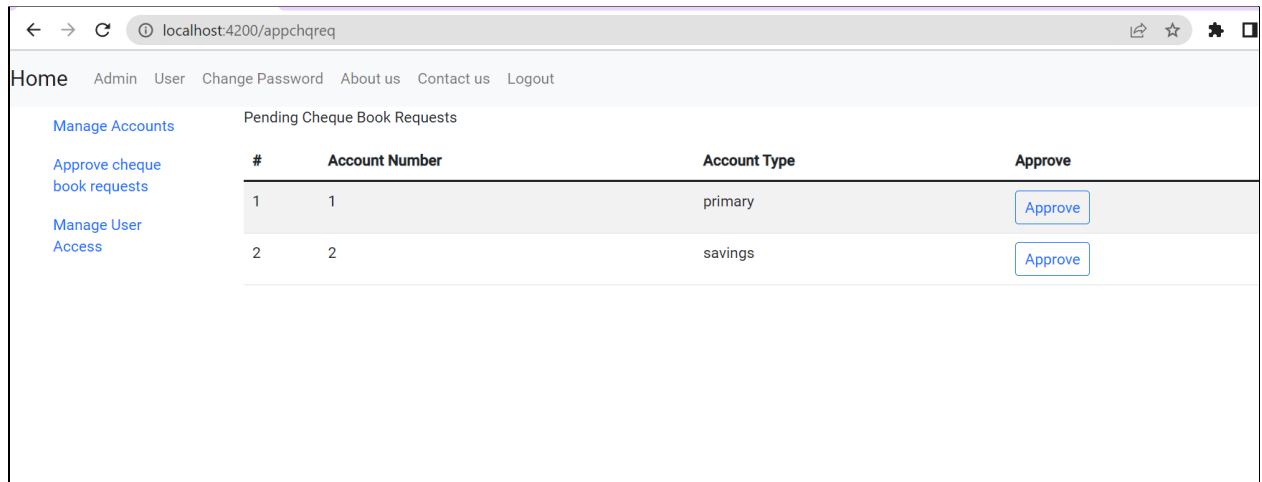 localhost:4200/appchqreq
Home Admin User Change Password About us Contact us Logout
Manage Accounts
Approve cheque
book requests
Manage User
Access
Pending Cheque Book Requests
# Account Number Account Type Approve
1 1 primary Approve
2 2 savings Approve